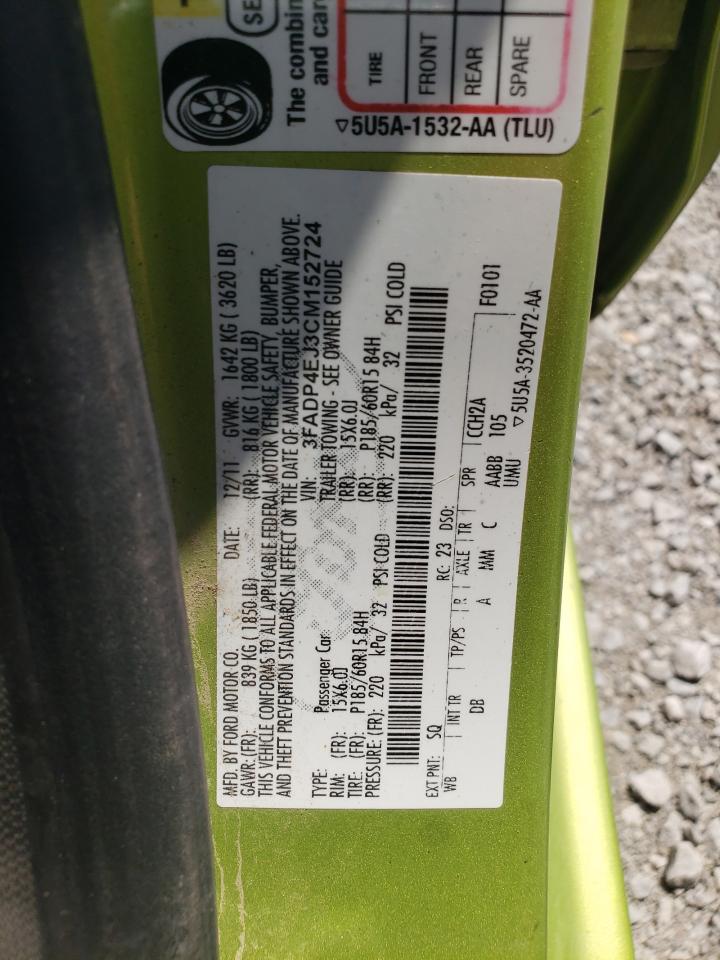 SE
The combin
and car
TIRE
FRONT
REAR
SPARE
▽5U5A-1532-AA (TLU)
MFD. BY FORD MOTOR CO. DATE: 12/11 GVWR: 1642 KG ( 3620 LB)
GAWR: (FR): 839 KG ( 1850 LB) (RR): 816 KG ( 1800 LB)
THIS VEHICLE CONFORMS TO ALL APPLICABLE FEDERAL MOTOR VEHICLE SAFETY, BUMPER,
AND THEFT PREVENTION STANDARDS IN EFFECT ON THE DATE OF MANUFACTURE SHOWN ABOVE.
VIN: 3FADP4EJ3CM152724
TYPE: Passenger Car TRAILER TOWING - SEE OWNER GUIDE
RIM: (FR): 15X6.0J (RR): 15X6.0J
TIRE: (FR): P185/60R15 84H (RR): P185/60R15 84H
PRESSURE: (FR): 220 kPa/ 32 PSI COLD (RR): 220 kPa/ 32 PSI COLD
EXT PNT: SQ RC: 23 DSO: F0101
WB INT TR TP/PS R AXLE TR SPR CCH2A
DB A MM C AABB 105
UMU
▽5U5A-3520472-AA